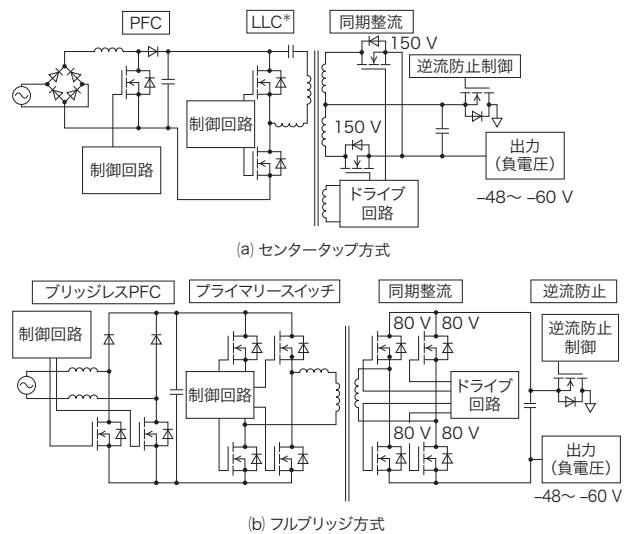 PFC
LLC*
同期整流
150 V
逆流防止制御
制御回路
制御回路
150 V
ドライブ
回路
出力
(負電圧)
–48～ –60 V
(a) センタータップ方式
ブリッジレスPFC
プライマリースイッチ
同期整流
逆流防止
制御回路
80 V
80 V
逆流防止
制御
制御回路
ドライブ
回路
80 V
80 V
出力
(負電圧)
–48～ –60 V
(b) フルブリッジ方式